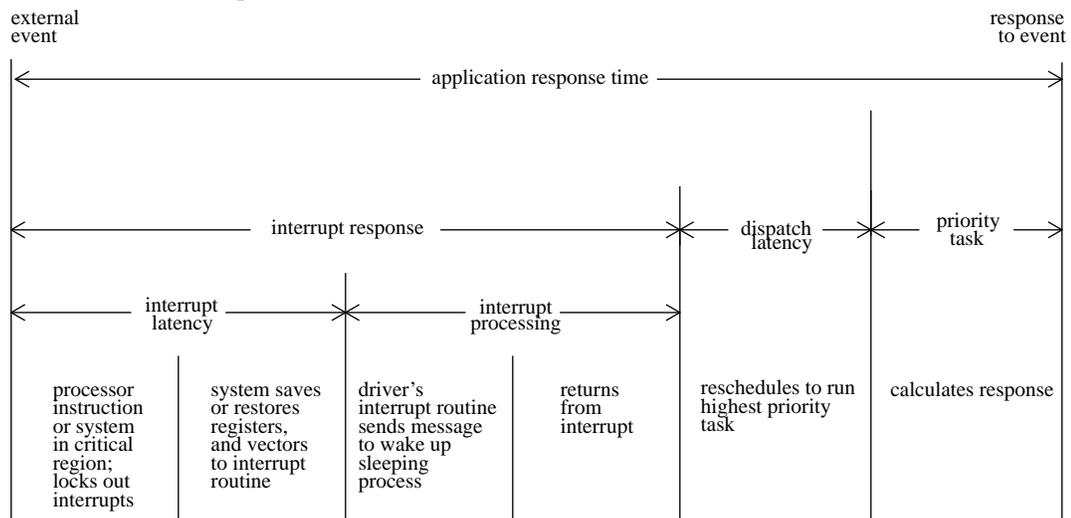 external
event
response
to event
application response time
interrupt response
dispatch
latency
priority
task
interrupt
latency
interrupt
processing
processor
instruction
or system
in critical
region;
locks out
interrupts
system saves
or restores
registers,
and vectors
to interrupt
routine
driver's
interrupt routine
sends message
to wake up
sleeping
process
returns
from
interrupt
reschedules to run
highest priority
task
calculates response